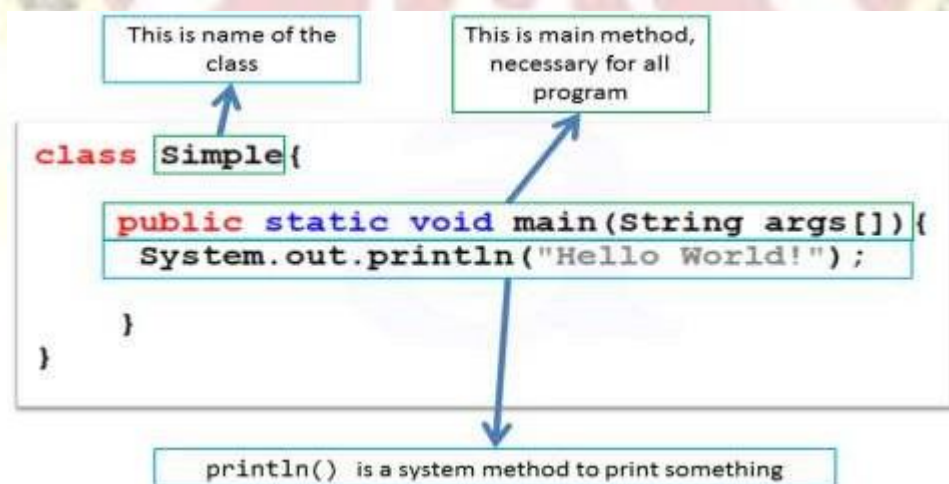 This is name of the
class
This is main method,
necessary for all
program
class Simple{
public static void main(String args[]){
System.out.println("Hello World!");
}
}
println() is a system method to print something